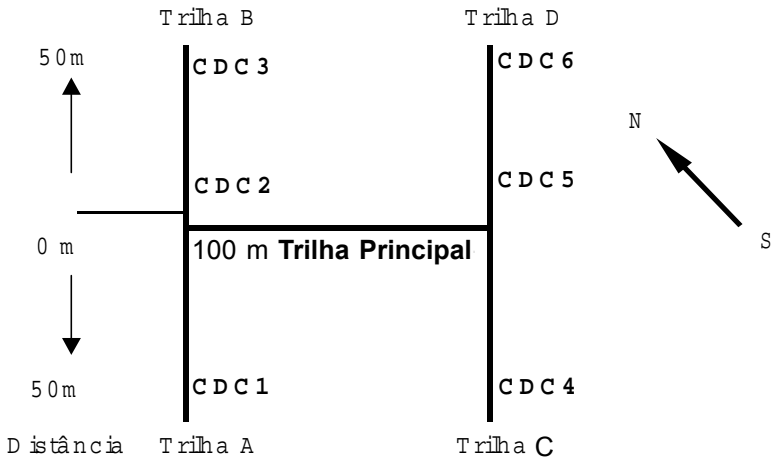 Trilha B Trilha D
50m CDC3 CDC6
N
CDC2 CDC5
0 m 100 m Trilha Principal S
50m CDC1 CDC4
Distância Trilha A Trilha C